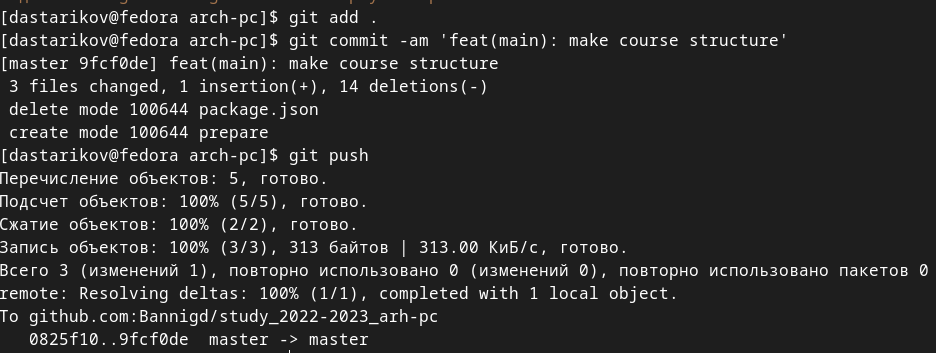 [dastarikov@fedora arch-pc]$ git add .
[dastarikov@fedora arch-pc]$ git commit -am 'feat(main): make course structure'
[master 9fcf0de] feat(main): make course structure
 3 files changed, 1 insertion(+), 14 deletions(-)
 delete mode 100644 package.json
 create mode 100644 prepare
[dastarikov@fedora arch-pc]$ git push
Перечисление объектов: 5, готово.
Подсчет объектов: 100% (5/5), готово.
Сжатие объектов: 100% (2/2), готово.
Запись объектов: 100% (3/3), 313 байтов | 313.00 КиБ/с, готово.
Всего 3 (изменений 1), повторно использовано 0 (изменений 0), повторно использовано пакетов 0
remote: Resolving deltas: 100% (1/1), completed with 1 local object.
To github.com:Bannigd/study_2022-2023_arh-pc
   0825f10..9fcf0de  master -> master